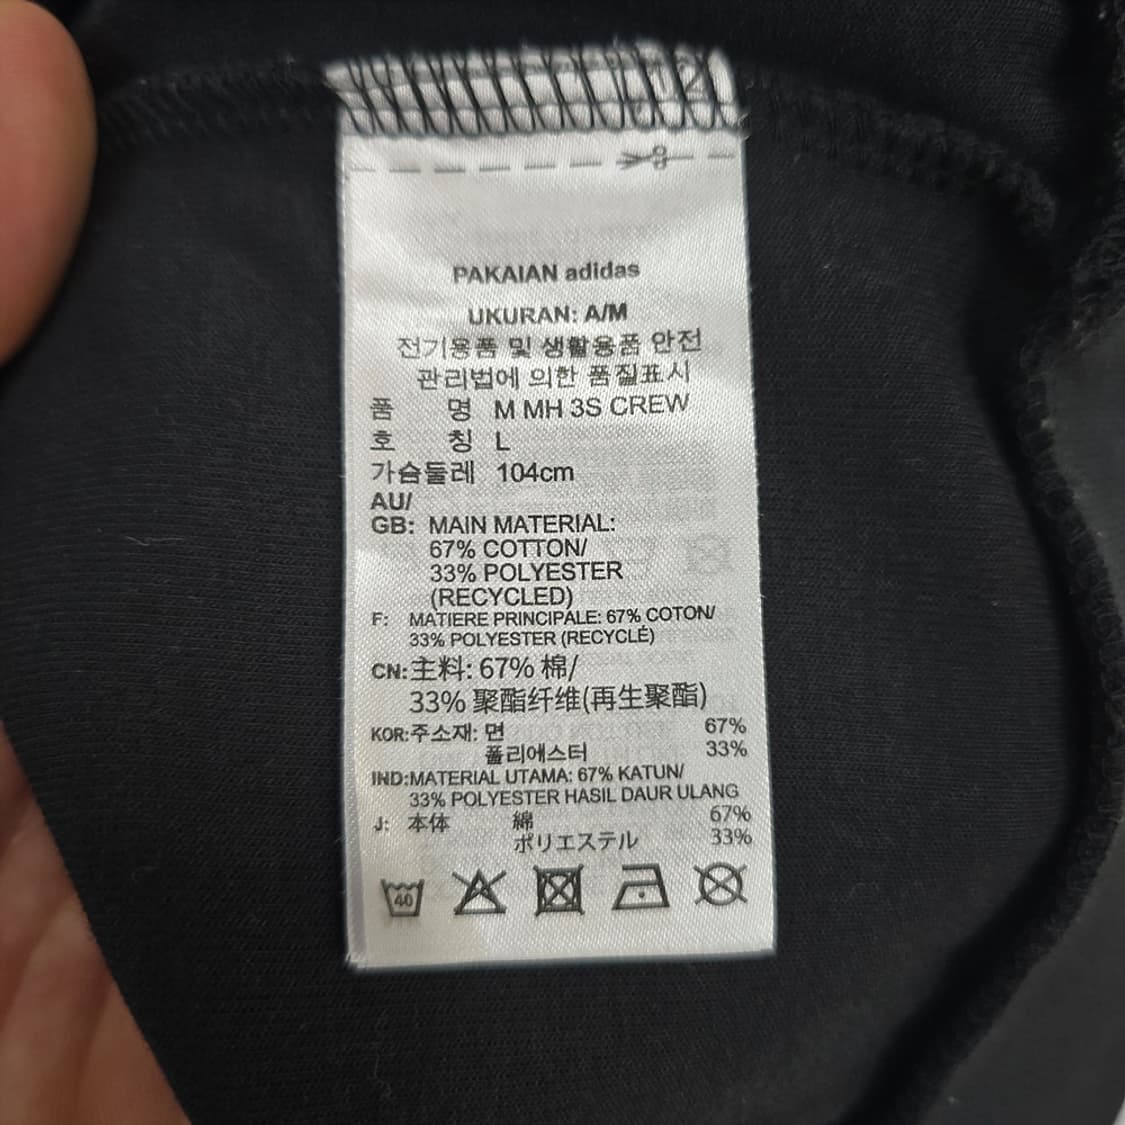 PAKAIAN adidas
UKURAN: A/M
전기용품 및 생활용품 안전
관리법에 의한 품질표시
품 명 M MH 3S CREW
호 칭 L
가슴둘레 104cm
AU/
GB: MAIN MATERIAL:
67% COTTON/
33% POLYESTER
(RECYCLED)
F: MATIERE PRINCIPALE: 67% COTON/
33% POLYESTER (RECYCLÉ)
CN:主料: 67% 棉/
33% 聚酯纤维(再生聚酯)
KOR:주소재: 면 67%
폴리에스터 33%
IND:MATERIAL UTAMA: 67% KATUN/
33% POLYESTER HASIL DAUR ULANG
J: 本体 綿 67%
ポリエステル 33%
40